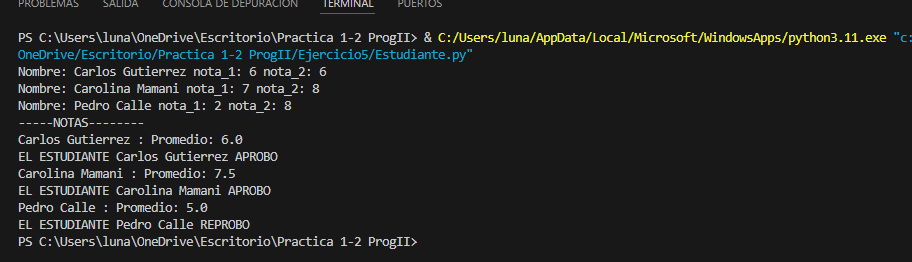 PROBLEMAS SALIDA CONSOLA DE DEPURACIÓN TERMINAL PUERTOS
PS C:\Users\luna\OneDrive\Escritorio\Practica 1-2 ProgII> & C:/Users/luna/AppData/Local/Microsoft/WindowsApps/python3.11.exe "c:
OneDrive/Escritorio/Practica 1-2 ProgII/Ejercicio5/Estudiante.py"
Nombre: Carlos Gutierrez nota_1: 6 nota_2: 6
Nombre: Carolina Mamani nota_1: 7 nota_2: 8
Nombre: Pedro Calle nota_1: 2 nota_2: 8
-----NOTAS--------
Carlos Gutierrez : Promedio: 6.0
EL ESTUDIANTE Carlos Gutierrez APROBO
Carolina Mamani : Promedio: 7.5
EL ESTUDIANTE Carolina Mamani APROBO
Pedro Calle : Promedio: 5.0
EL ESTUDIANTE Pedro Calle REPROBO
PS C:\Users\luna\OneDrive\Escritorio\Practica 1-2 ProgII>